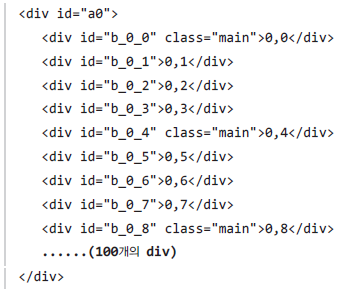 <div id="a0">
<div id="b_0_0" class="main">0,0</div>
<div id="b_0_1">0,1</div>
<div id="b_0_2">0,2</div>
<div id="b_0_3">0,3</div>
<div id="b_0_4" class="main">0,4</div>
<div id="b_0_5">0,5</div>
<div id="b_0_6">0,6</div>
<div id="b_0_7">0,7</div>
<div id="b_0_8" class="main">0,8</div>
......(100개의 div)
</div>